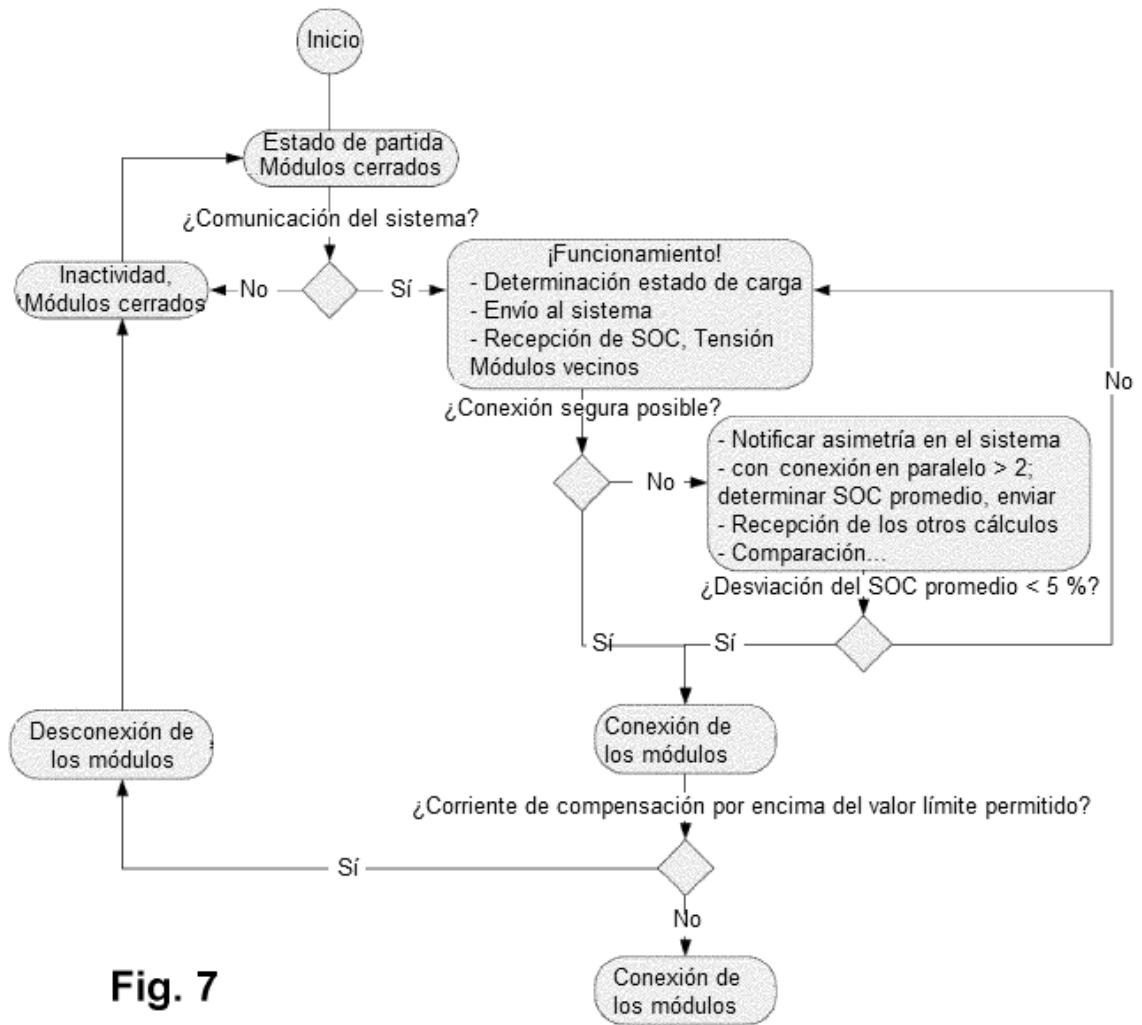 Inicio
Estado de partida
Módulos cerrados
¿Comunicación del sistema?
Inactividad,
Módulos cerrados
No
Sí
¡Funcionamiento!
- Determinación estado de carga
- Envío al sistema
- Recepción de SOC, Tensión
Módulos vecinos
No
¿Conexión segura posible?
No
- Notificar asimetría en el sistema
- con conexión en paralelo > 2;
determinar SOC promedio, enviar
- Recepción de los otros cálculos
- Comparación...
¿Desviación del SOC promedio < 5 %?
Sí
Sí
Conexión de
los módulos
Desconexión de
los módulos
¿Corriente de compensación por encima del valor límite permitido?
Sí
No
Conexión de
los módulos
Fig. 7